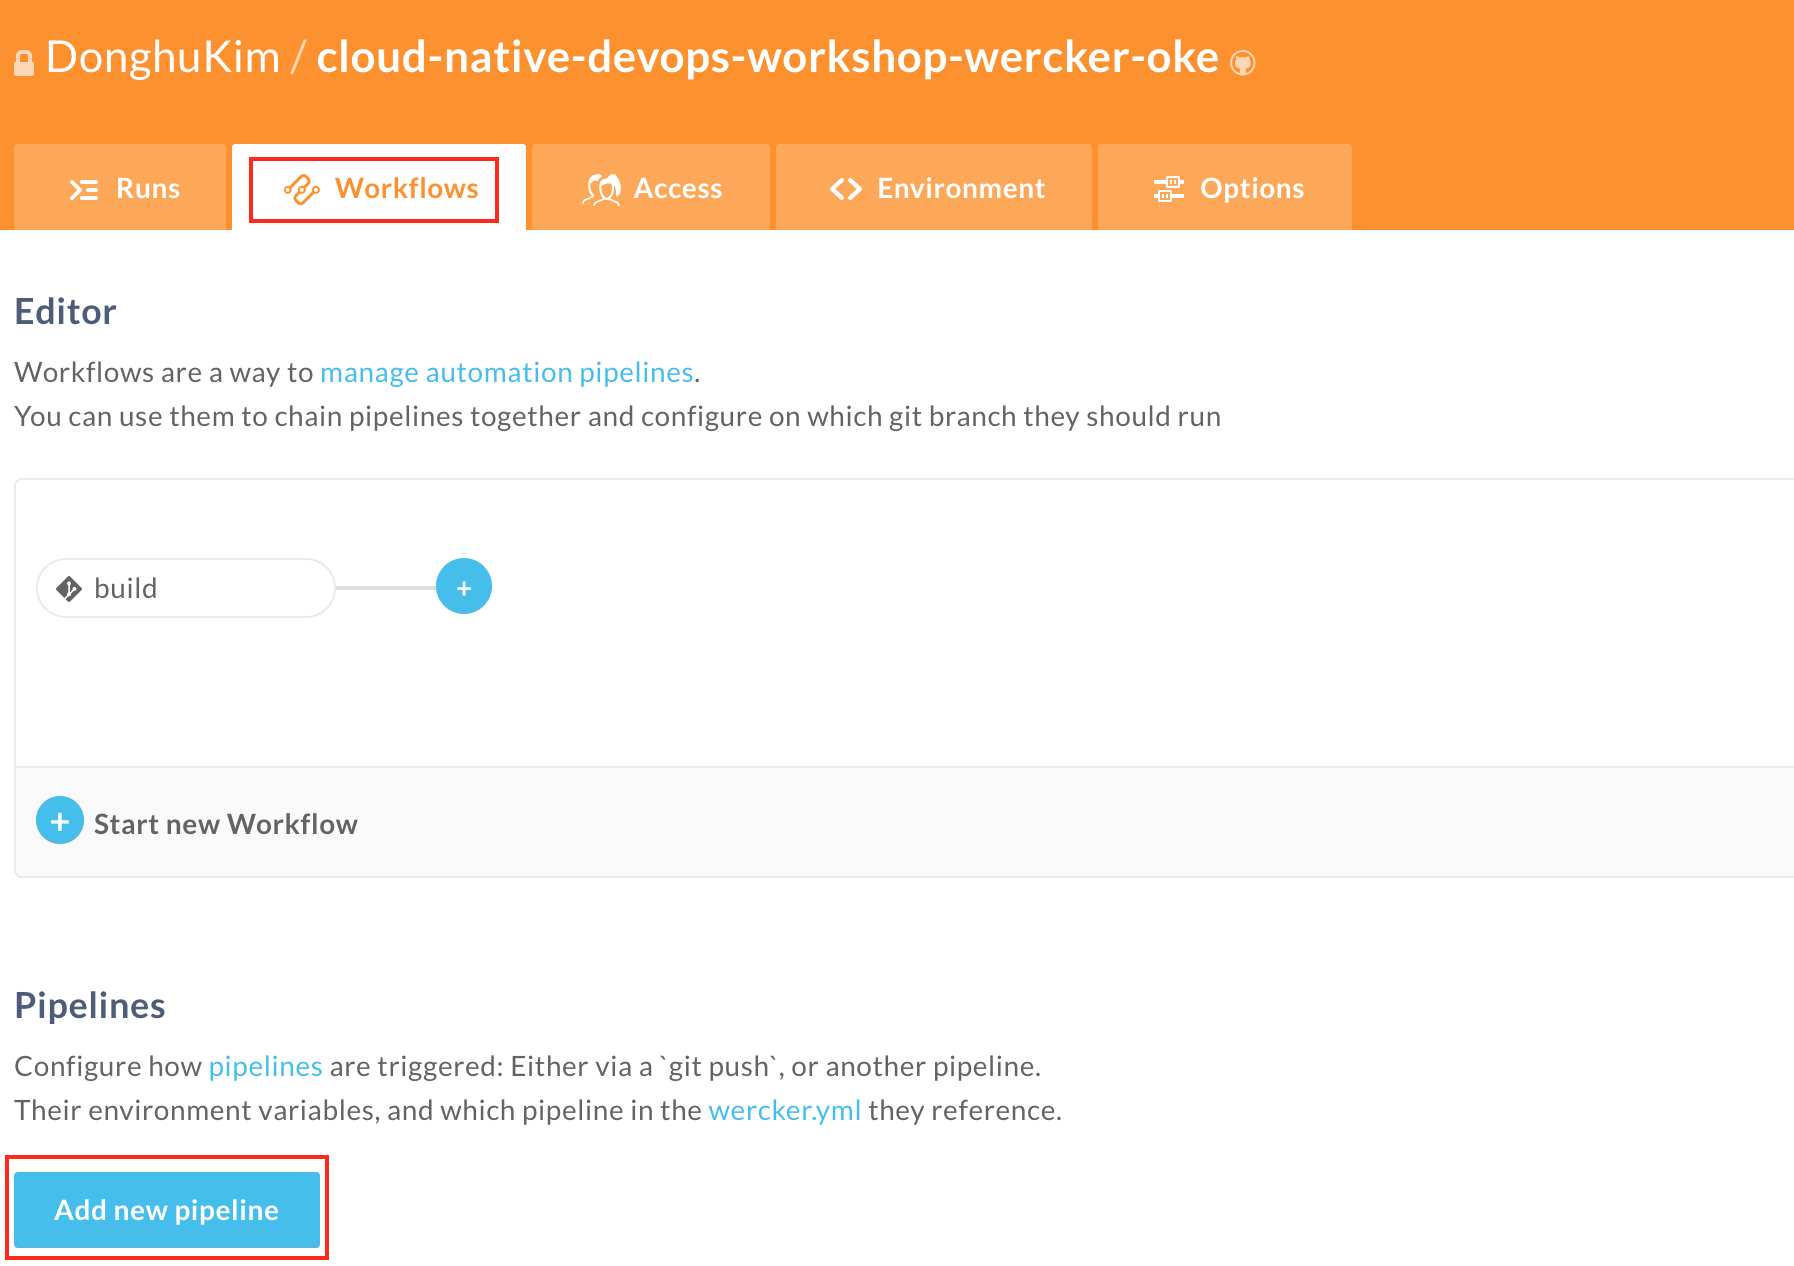 DonghuKim / cloud-native-devops-workshop-wercker-oke
Runs
Workflows
Access
Environment
Options
Editor
Workflows are a way to manage automation pipelines.
You can use them to chain pipelines together and configure on which git branch they should run
build
+
+ Start new Workflow
Pipelines
Configure how pipelines are triggered: Either via a `git push`, or another pipeline.
Their environment variables, and which pipeline in the wercker.yml they reference.
Add new pipeline